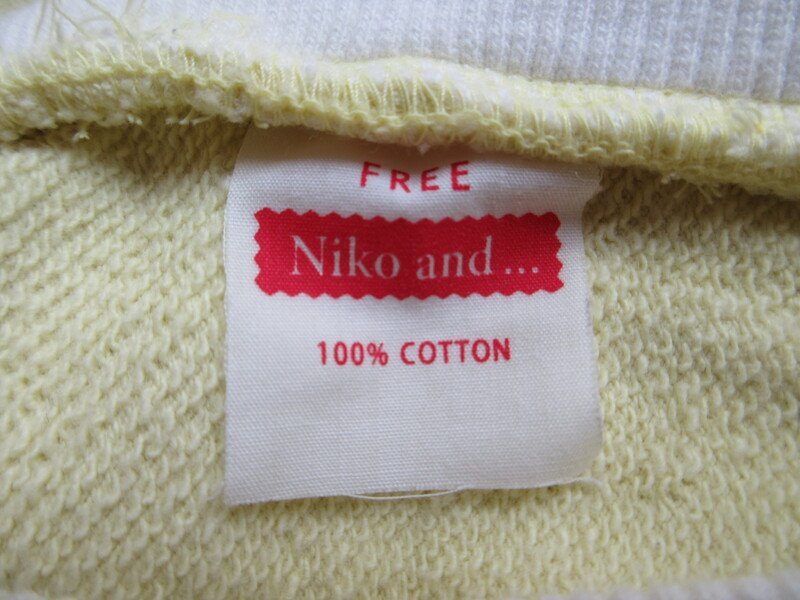 FREE
Niko and ...
100% COTTON